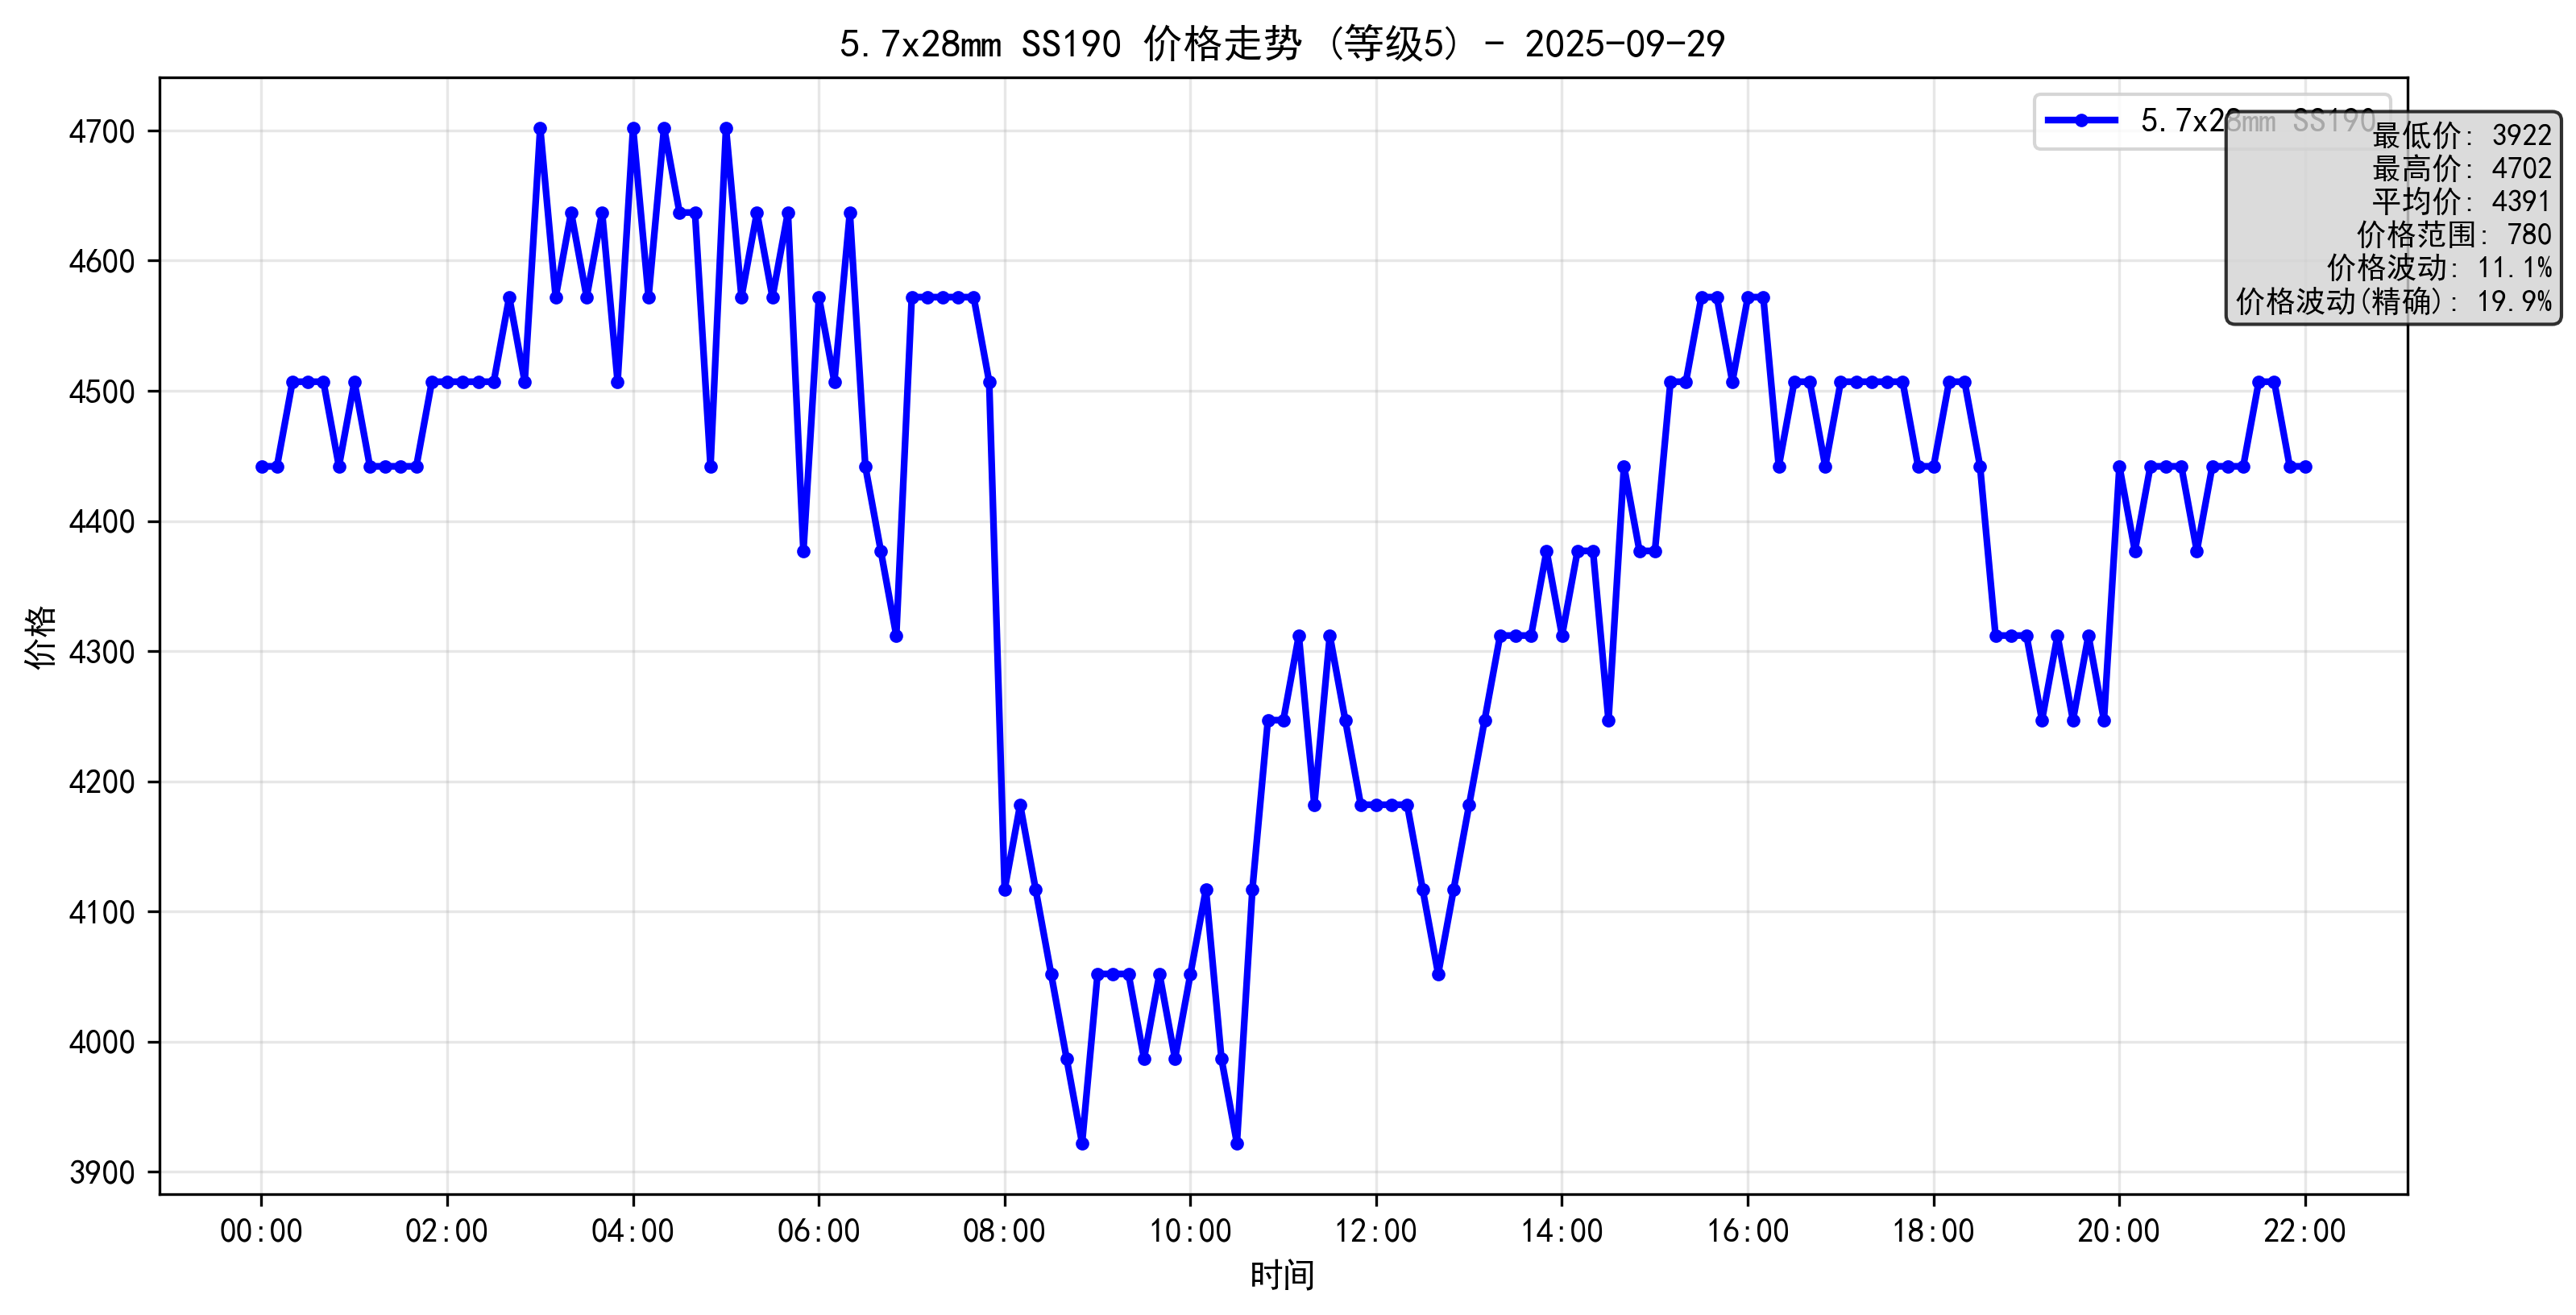 5.7x28mm SS190 价格走势 (等级5) - 2025-09-29
5.7x28mm SS190
最低价: 3922
最高价: 4702
平均价: 4391
价格范围: 780
价格波动: 11.1%
价格波动(精确): 19.9%
4700
4600
4500
4400
4300
4200
4100
4000
3900
价格
00:00 02:00 04:00 06:00 08:00 10:00 12:00 14:00 16:00 18:00 20:00 22:00
时间